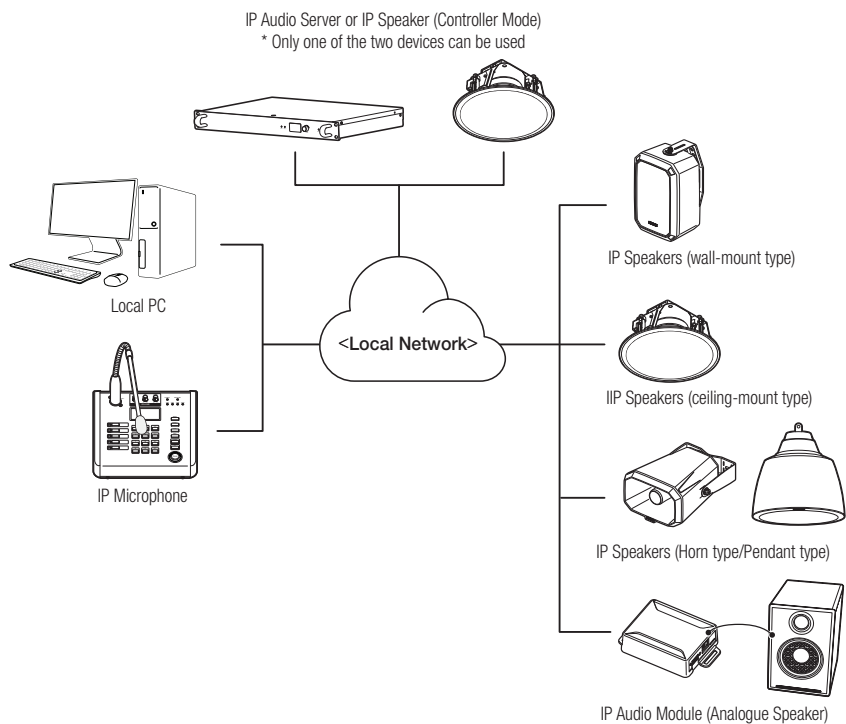 IP Audio Server or IP Speaker (Controller Mode)
* Only one of the two devices can be used
Local PC
IP Microphone
<Local Network>
IP Speakers (wall-mount type)
IIP Speakers (ceiling-mount type)
IP Speakers (Horn type/Pendant type)
IP Audio Module (Analogue Speaker)